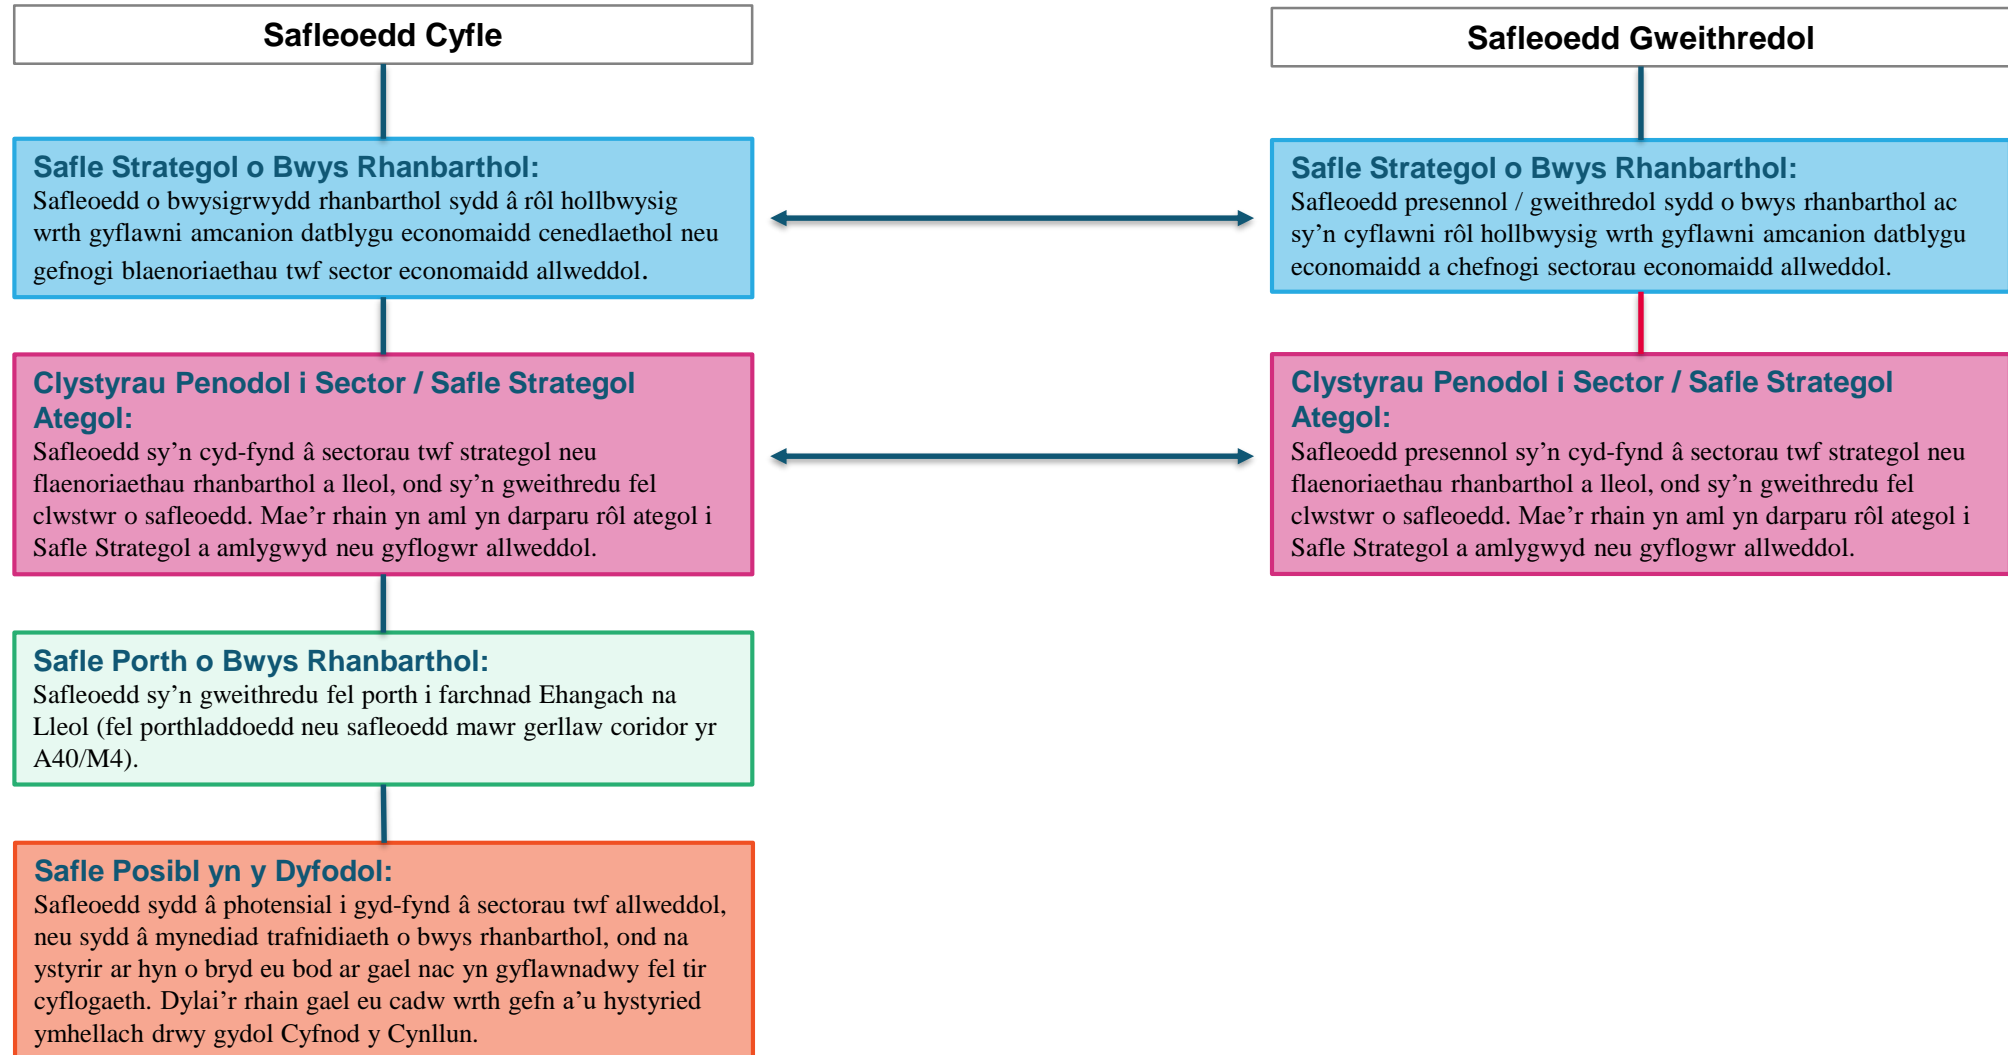 Safleoedd Cyfle
Safle Strategol o Bwys Rhanbarthol:
Safleoedd o bwysigrwydd rhanbarthol sydd â rôl hollbwysig
wrth gyflawni amcanion datblygu economaidd cenedlaethol neu
gefnogi blaenoriaethau twf sector economaidd allweddol.
Clystyrau Penodol i Sector / Safle Strategol
Ategol:
Safleoedd sy’n cyd-fynd â sectorau twf strategol neu
flaenoriaethau rhanbarthol a lleol, ond sy’n gweithredu fel
clwstwr o safleoedd. Mae’r rhain yn aml yn darparu rôl ategol i
Safle Strategol a amlygwyd neu gyflogwr allweddol.
Safle Porth o Bwys Rhanbarthol:
Safleoedd sy’n gweithredu fel porth i farchnad Ehangach na
Lleol (fel porthladdoedd neu safleoedd mawr gerllaw coridor yr
A40/M4).
Safle Posibl yn y Dyfodol:
Safleoedd sydd â photensial i gyd-fynd â sectorau twf allweddol,
neu sydd â mynediad trafnidiaeth o bwys rhanbarthol, ond na
ystyrir ar hyn o bryd eu bod ar gael nac yn gyflawnadwy fel tir
cyflogaeth. Dylai’r rhain gael eu cadw wrth gefn a’u hystyried
ymhellach drwy gydol Cyfnod y Cynllun.
Safleoedd Gweithredol
Safle Strategol o Bwys Rhanbarthol:
Safleoedd presennol / gweithredol sydd o bwys rhanbarthol ac
sy’n cyflawni rôl hollbwysig wrth gyflawni amcanion datblygu
economaidd a chefnogi sectorau economaidd allweddol.
Clystyrau Penodol i Sector / Safle Strategol
Ategol:
Safleoedd presennol sy’n cyd-fynd â sectorau twf strategol neu
flaenoriaethau rhanbarthol a lleol, ond sy’n gweithredu fel
clwstwr o safleoedd. Mae’r rhain yn aml yn darparu rôl ategol i
Safle Strategol a amlygwyd neu gyflogwr allweddol.